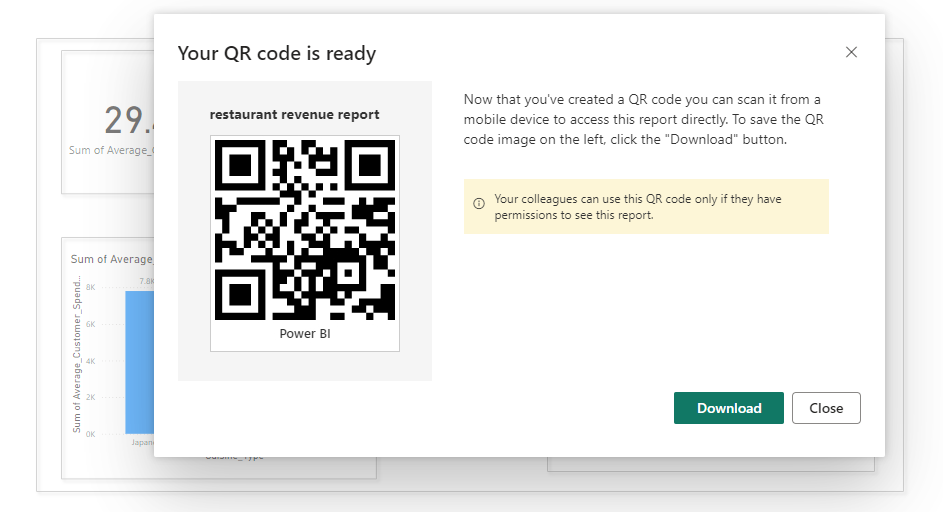 Your QR code is ready
restaurant revenue report
Power BI
Now that you've created a QR code you can scan it from a
mobile device to access this report directly. To save the QR
code image on the left, click the "Download" button.
Your colleagues can use this QR code only if they have
permissions to see this report.
Download
Close
29.
Sum of Average_
Sum of Average_
Sum of Average_Customer_Spend...
8K
6K
4K
2K
0K
7.8K
Japan
Cuisine_Type